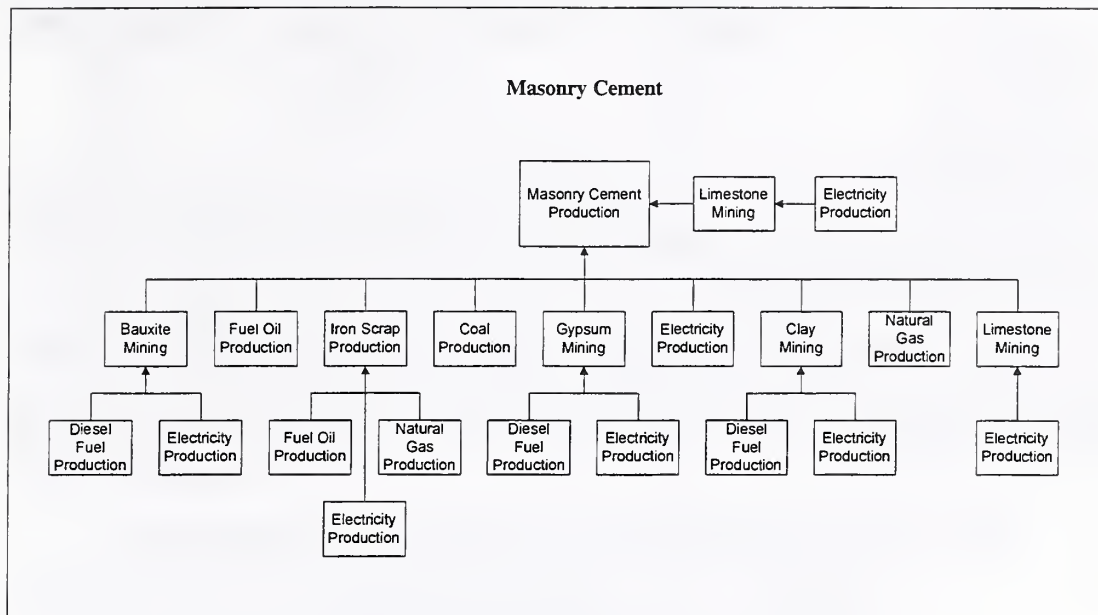 Masonry Cement
Masonry Cement
Production
Limestone
Mining
Electricity
Production
Bauxite
Mining
Fuel Oil
Production
Iron Scrap
Production
Coal
Production
Gypsum
Mining
Electricity
Production
Clay
Mining
Natural
Gas
Production
Limestone
Mining
Diesel
Fuel
Production
Electricity
Production
Fuel Oil
Production
Natural
Gas
Production
Diesel
Fuel
Production
Electricity
Production
Diesel
Fuel
Production
Electricity
Production
Electricity
Production
Electricity
Production